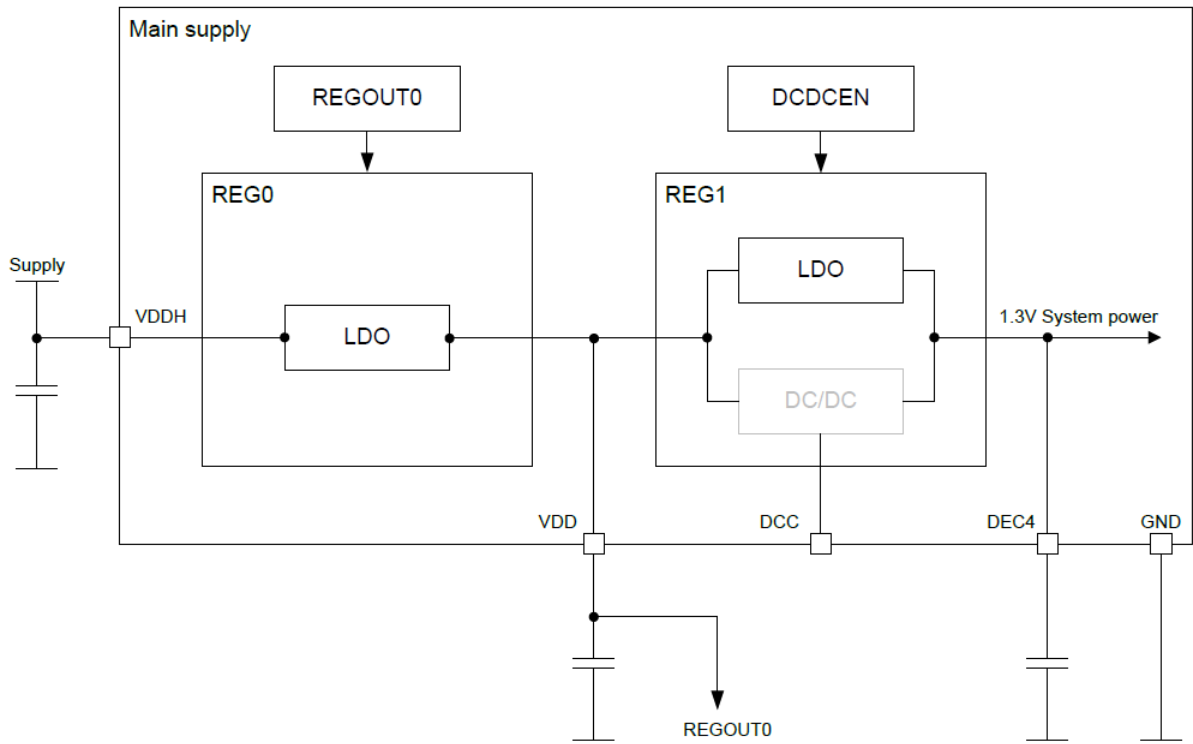 Main supply
REGOUT0
DCDCEN
REG0
REG1
Supply
LDO
VDDH
LDO
1.3V System power
DC/DC
VDD
DCC
DEC4
GND
REGOUT0